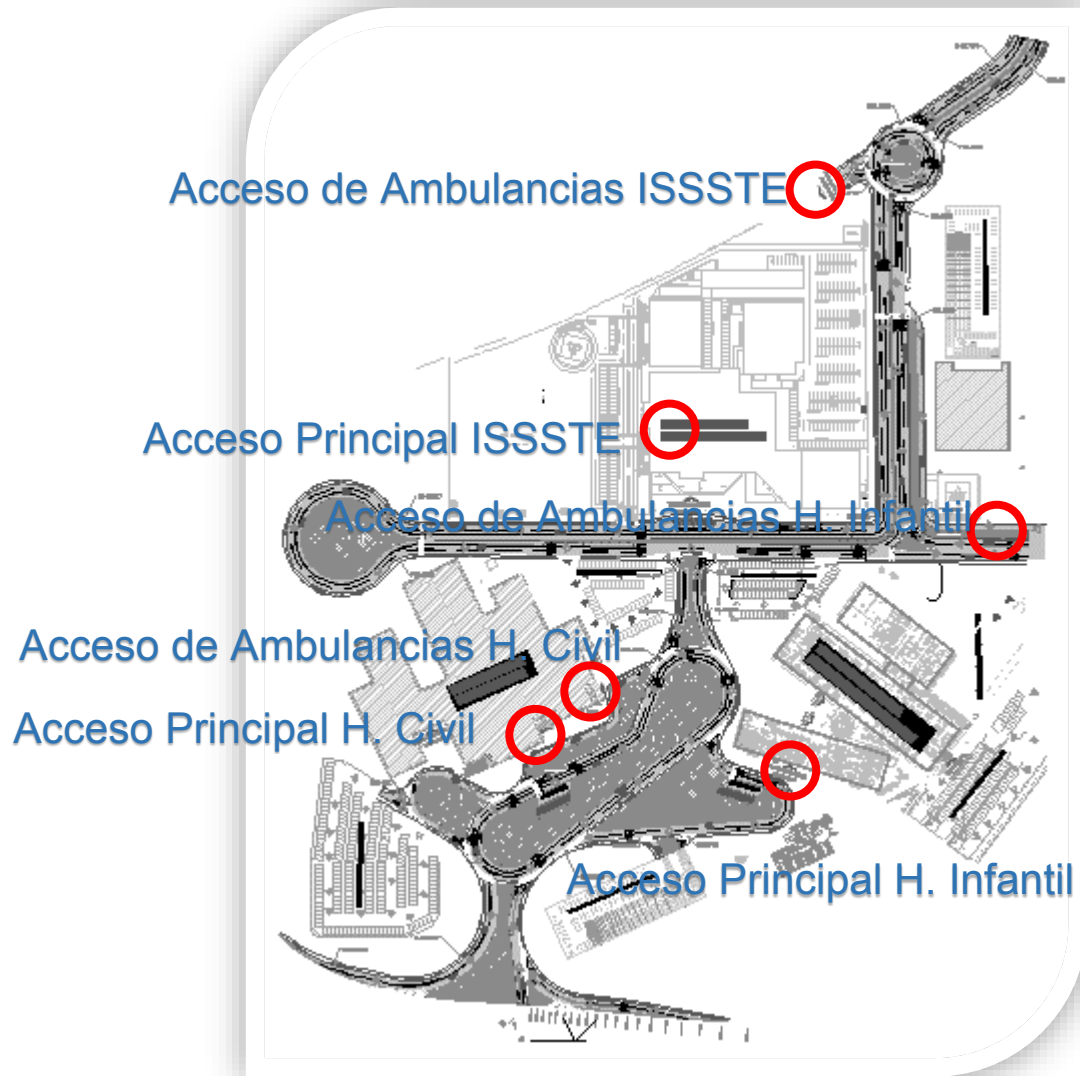 Acceso de Ambulancias ISSSTE
Acceso Principal ISSSTE
Acceso de Ambulancias H. Infantil
Acceso de Ambulancias H. Civil
Acceso Principal H. Civil
Acceso Principal H. Infantil